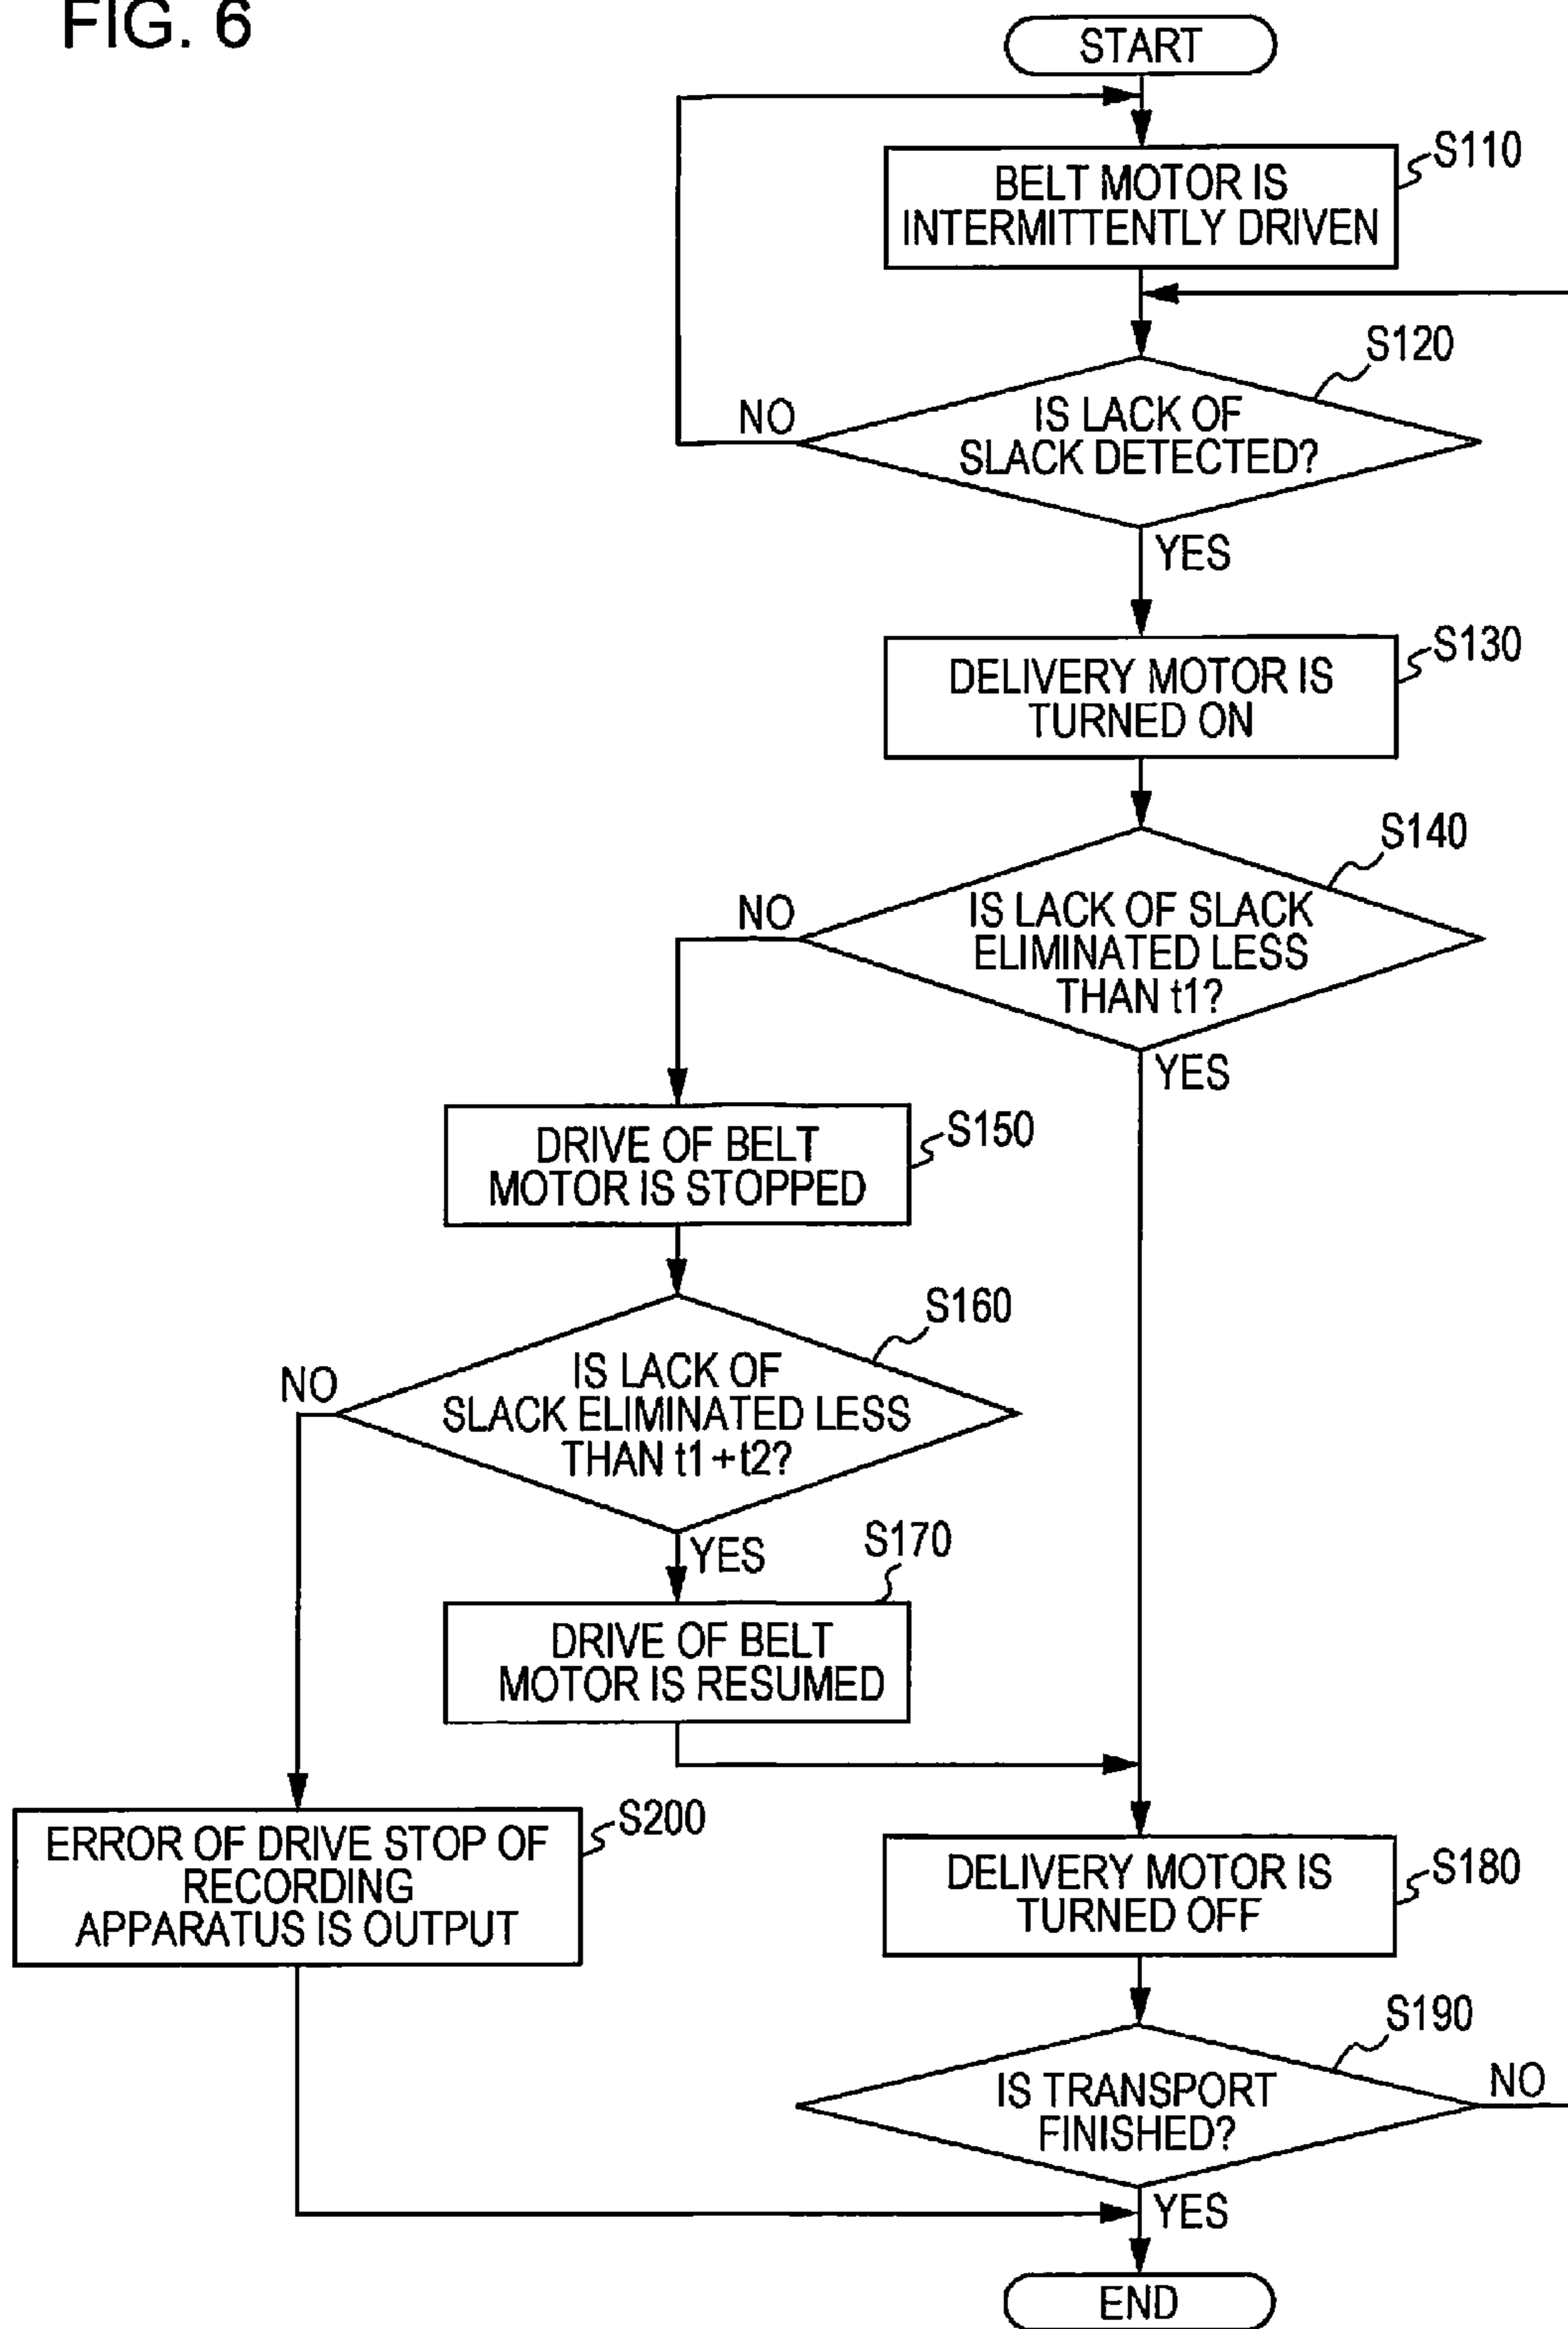 FIG. 6
START
BELT MOTOR IS
INTERMITTENTLY DRIVEN
S110
S120
IS LACK OF
SLACK DETECTED?
NO
YES
DELIVERY MOTOR IS
TURNED ON
S130
S140
IS LACK OF SLACK
ELIMINATED LESS
THAN t1?
NO
YES
DRIVE OF BELT
MOTOR IS STOPPED
S150
S160
IS LACK OF
SLACK ELIMINATED LESS
THAN t1+t2?
NO
YES
S170
DRIVE OF BELT
MOTOR IS RESUMED
ERROR OF DRIVE STOP OF
RECORDING
APPARATUS IS OUTPUT
S200
DELIVERY MOTOR IS
TURNED OFF
S180
S190
IS TRANSPORT
FINISHED?
NO
YES
END